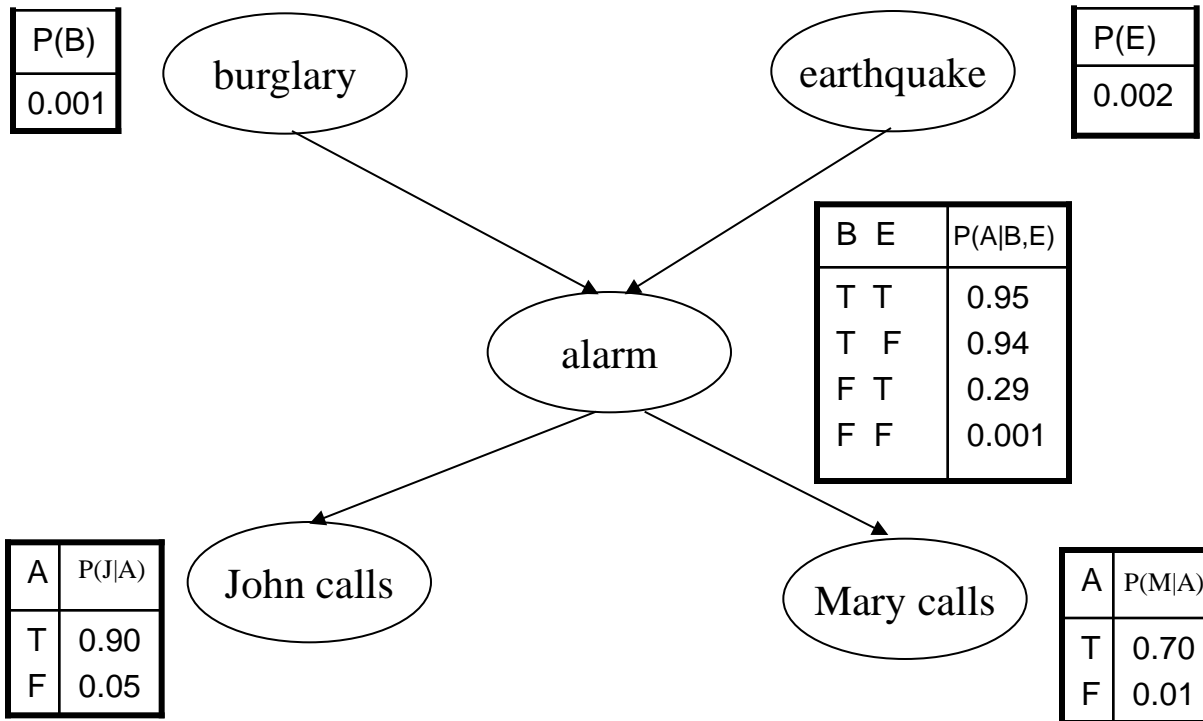 P(B)
0.001
burglary
earthquake
P(E)
0.002
B E P(A|B,E)
T T 0.95
T F 0.94
F T 0.29
F F 0.001
alarm
A P(J|A)
T 0.90
F 0.05
John calls
Mary calls
A P(M|A)
T 0.70
F 0.01